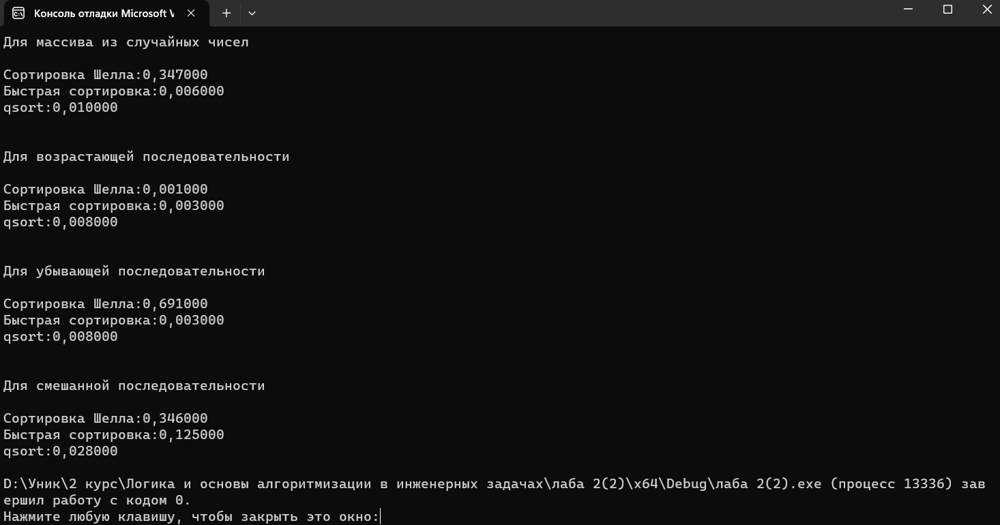 Консоль отладки Microsoft V
Для массива из случайных чисел
Сортировка Шелла:0,347000
Быстрая сортировка:0,006000
qsort:0,010000
Для возрастающей последовательности
Сортировка Шелла:0,001000
Быстрая сортировка:0,003000
qsort:0,008000
Для убывающей последовательности
Сортировка Шелла:0,691000
Быстрая сортировка:0,003000
qsort:0,008000
Для смешанной последовательности
Сортировка Шелла:0,346000
Быстрая сортировка:0,125000
qsort:0,028000
D:\Уник\2 курс\Логика и основы алгоритмизации в инженерных задачах\лаба 2(2)\x64\Debug\лаба 2(2).exe (процесс 13336) зав
ершил работу с кодом 0.
Нажмите любую клавишу, чтобы закрыть это окно: